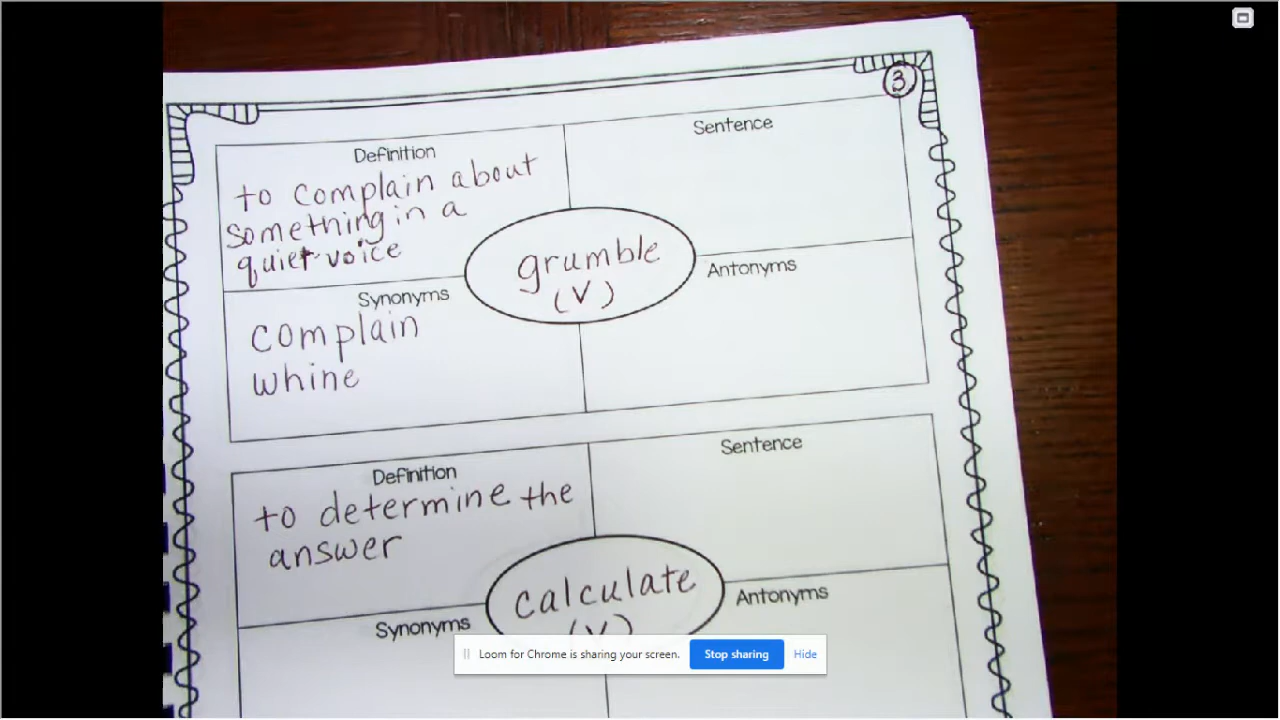 3
Definition
to complain about
something in a
quiet voice
Sentence
grumble
(V)
Synonyms
complain
whine
Antonyms
Definition
to determine the
answer
Sentence
calculate
(V)
Synonyms
Antonyms
Loom for Chrome is sharing your screen.
Stop sharing
Hide